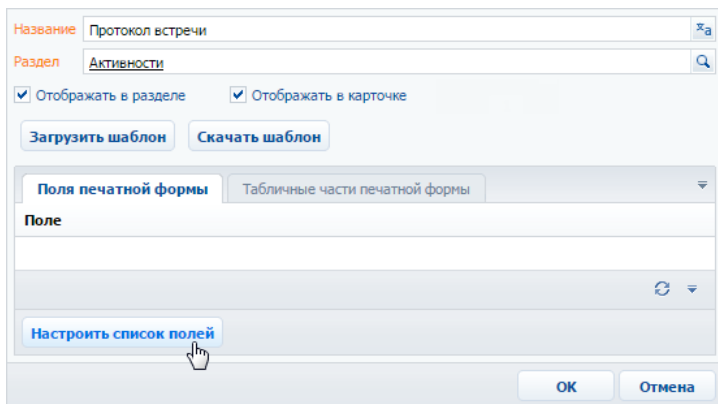 Название Протокол встречи
Раздел Активности
Отображать в разделе Отображать в карточке
Загрузить шаблон Скачать шаблон
Поля печатной формы Табличные части печатной формы
Поле
Настроить список полей
ОК Отмена